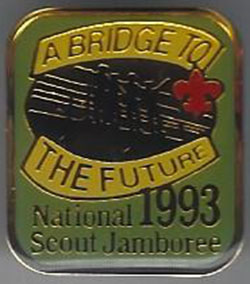 A BRIDGE TO
THE FUTURE
National 1993
Scout Jamboree